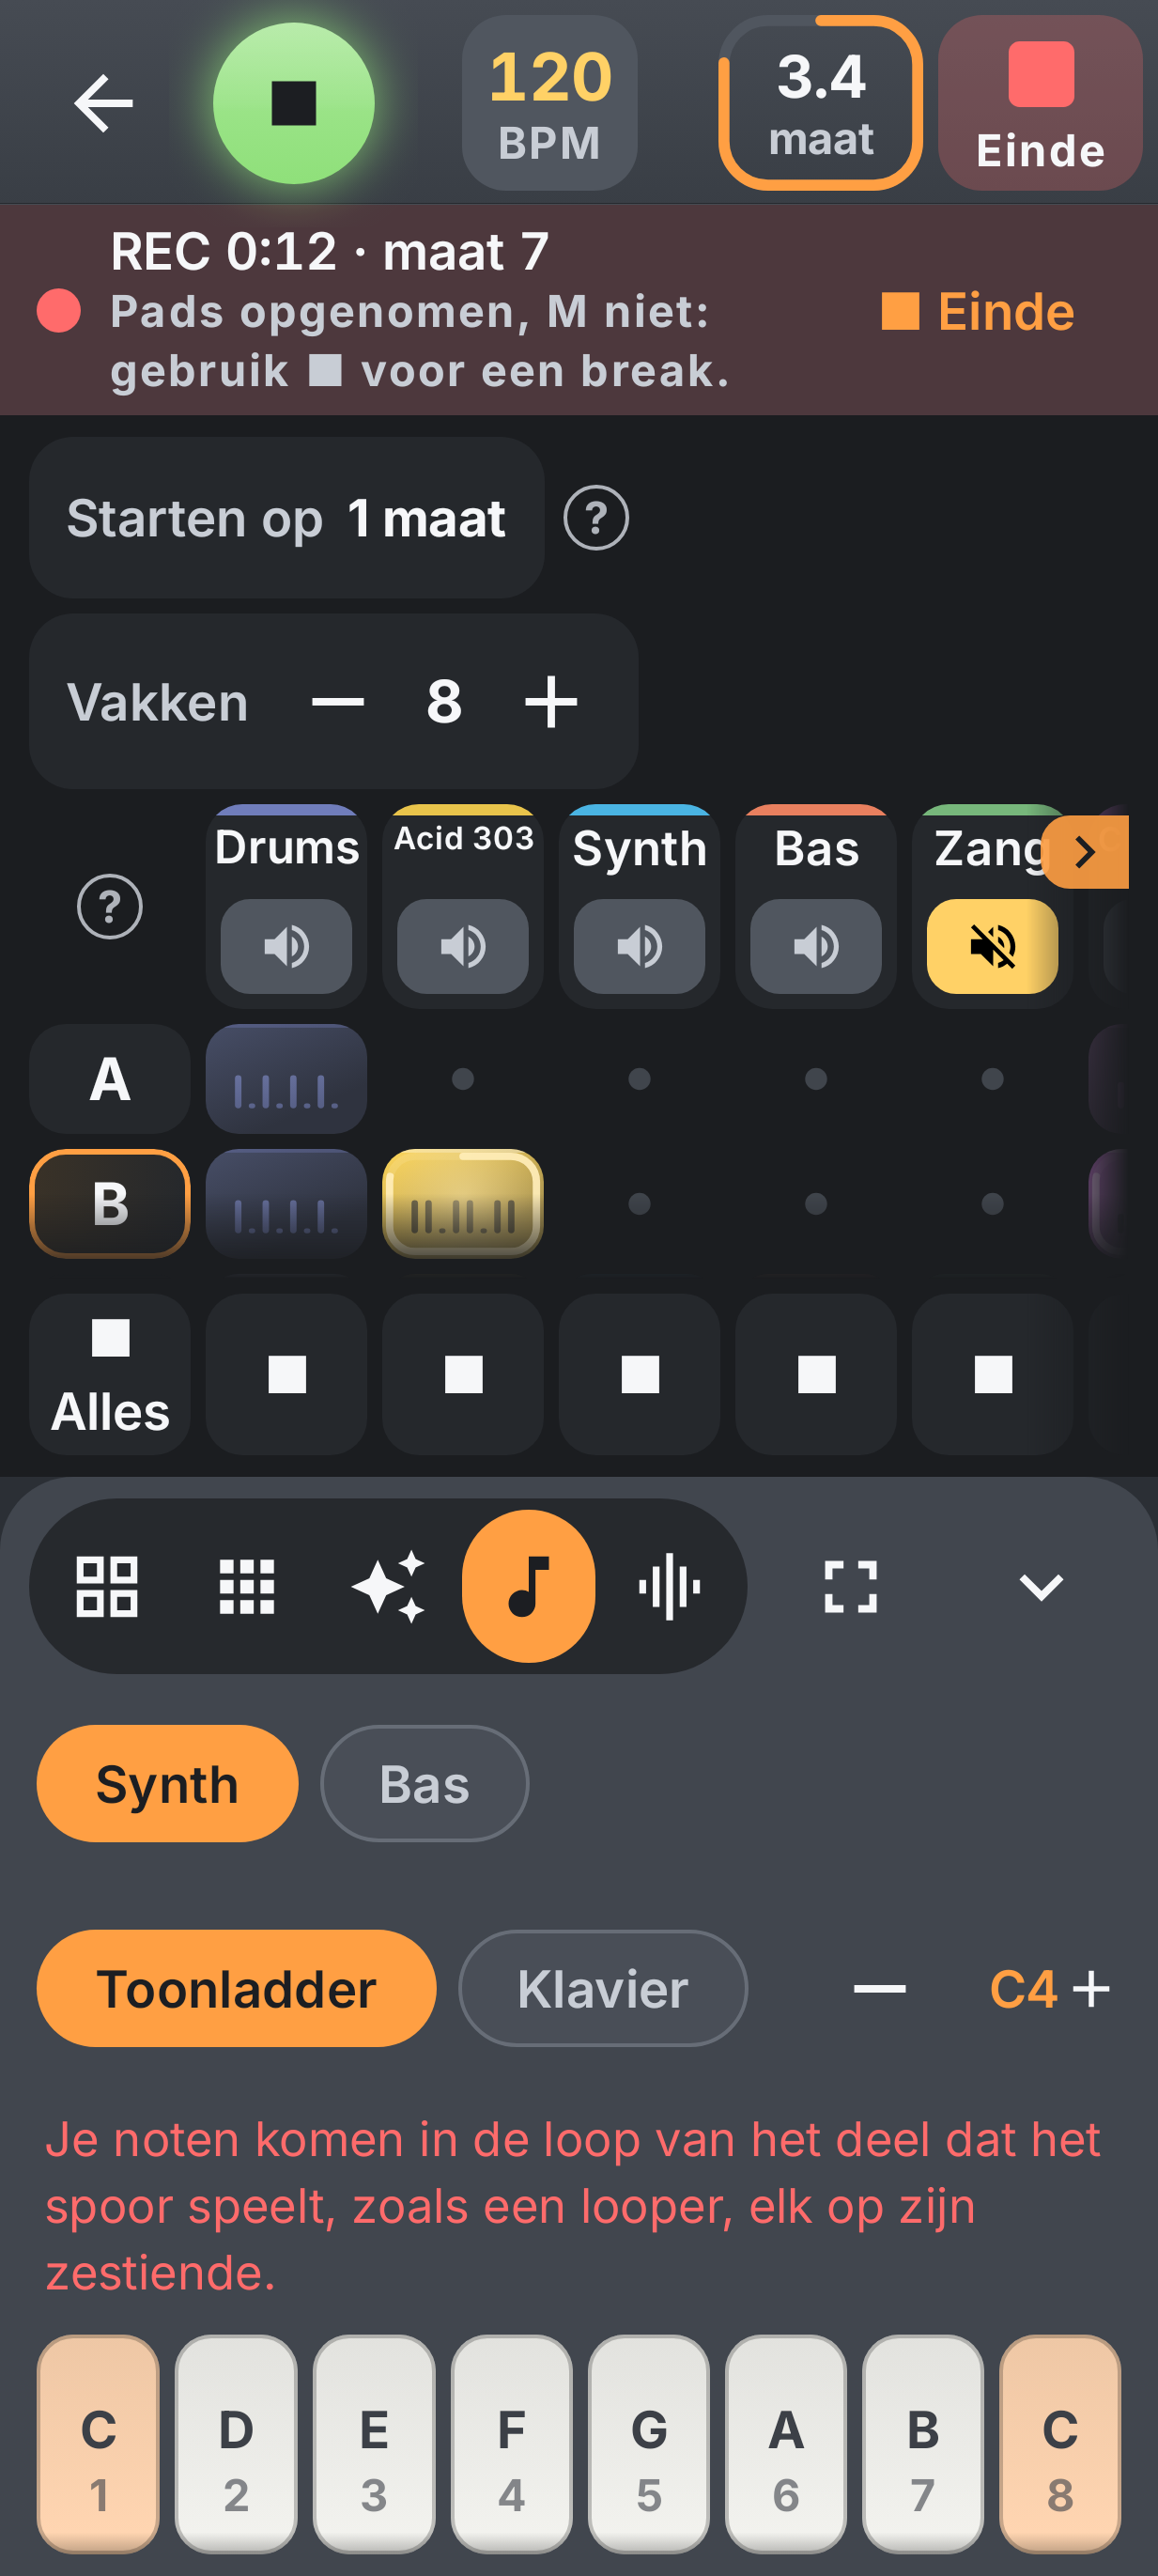 120
BPM
3.4
maat
Einde
REC 0:12 · maat 7
Pads opgenomen, M niet:
gebruik ■ voor een break.
■ Einde
Starten op 1 maat
?
Vakken — 8 +
?
Drums
Acid 303
Synth
Bas
Zang
A
B
Alles
Synth
Bas
Toonladder
Klavier
— C4 +
Je noten komen in de loop van het deel dat het
spoor speelt, zoals een looper, elk op zijn
zestiende.
C D E F G A B C
1 2 3 4 5 6 7 8